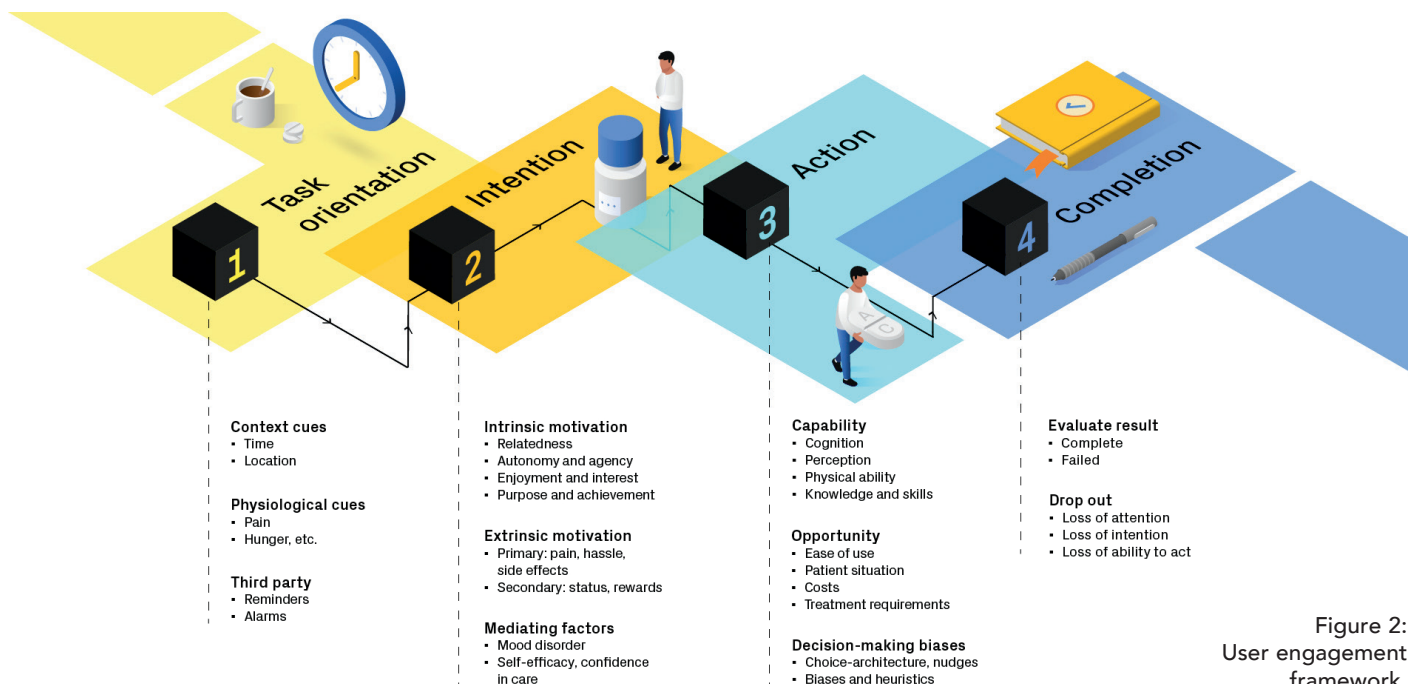 Task
orientation
Intention
Action
Completion
1
2
3
4
A
C
Context cues
▪ Time
▪ Location
Physiological cues
▪ Pain
▪ Hunger, etc.
Third party
▪ Reminders
▪ Alarms
Intrinsic motivation
▪ Relatedness
▪ Autonomy and agency
▪ Enjoyment and interest
▪ Purpose and achievement
Extrinsic motivation
▪ Primary: pain, hassle,
side effects
▪ Secondary: status, rewards
Mediating factors
▪ Mood disorder
▪ Self-efficacy, confidence
in care
Capability
▪ Cognition
▪ Perception
▪ Physical ability
▪ Knowledge and skills
Opportunity
▪ Ease of use
▪ Patient situation
▪ Costs
▪ Treatment requirements
Decision-making biases
▪ Choice-architecture, nudges
▪ Biases and heuristics
Evaluate result
▪ Complete
▪ Failed
Drop out
▪ Loss of attention
▪ Loss of intention
▪ Loss of ability to act
Figure 2:
User engagement
framework.